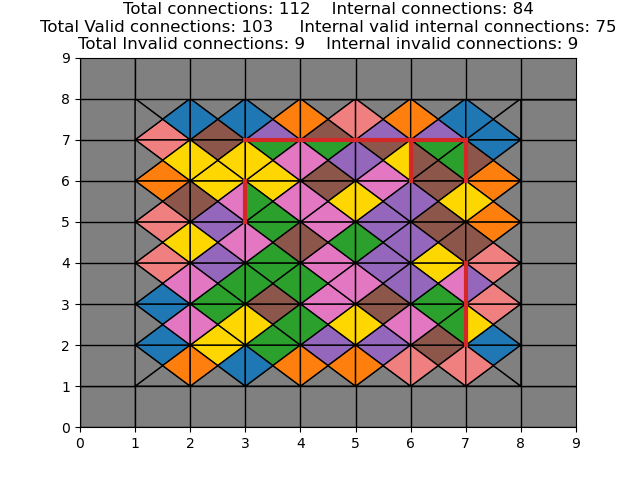 Total connections: 112    Internal connections: 84
Total Valid connections: 103     Internal valid internal connections: 75
Total Invalid connections: 9    Internal invalid connections: 9
9
8
7
6
5
4
3
2
1
0
0 1 2 3 4 5 6 7 8 9